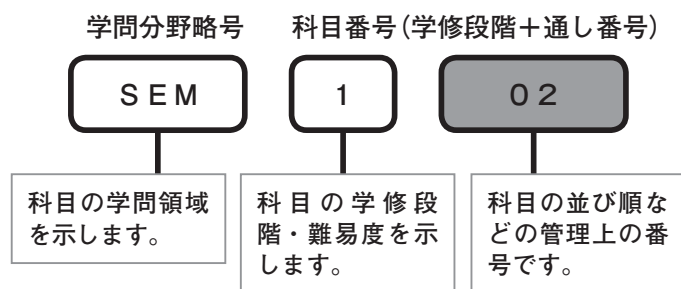 学問分野略号 科目番号(学修段階+通し番号)
SEM 1 02
科目の学問領域
を示します。
科目の学修段
階・難易度を示
します。
科目の並び順な
どの管理上の番
号です。